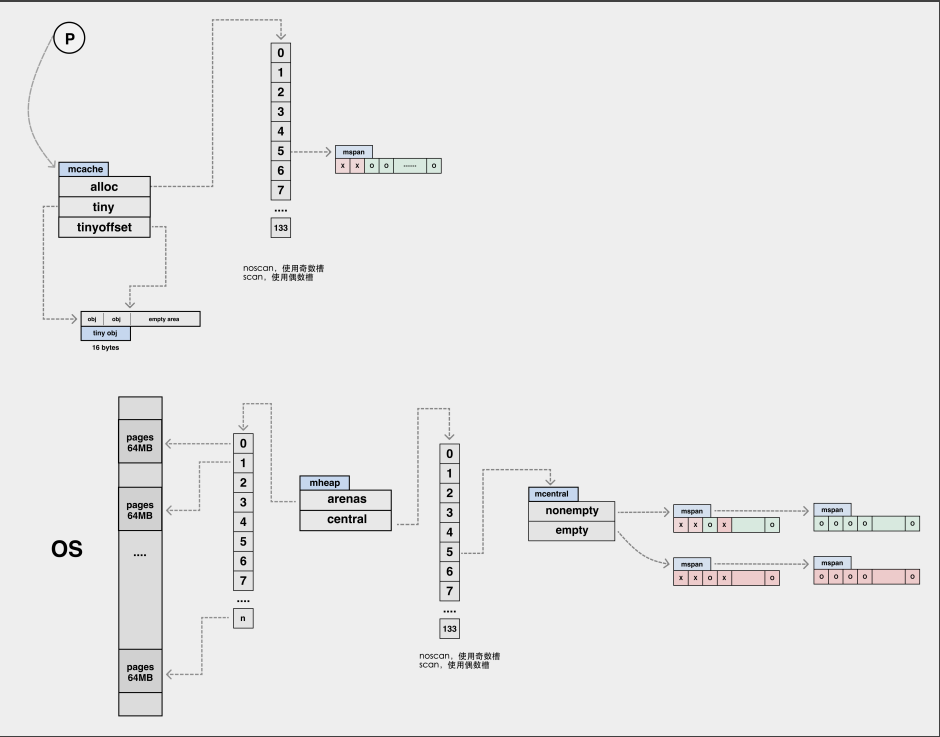 P
mcache
alloc
tiny
tinyoffset
0
1
2
3
4
5
6
7
....
133
mspan
x x o o ...... o
noscan，使用奇数槽
scan，使用偶数槽
obj obj empty area
tiny obj
16 bytes
OS
pages
64MB
pages
64MB
....
pages
64MB
0
1
2
3
4
5
6
7
....
n
mheap
arenas
central
0
1
2
3
4
5
6
7
....
133
noscan，使用奇数槽
scan，使用偶数槽
mcentral
nonempty
empty
mspan
x x o x o
mspan
o o o o o
mspan
x x o x o
mspan
o o o o o